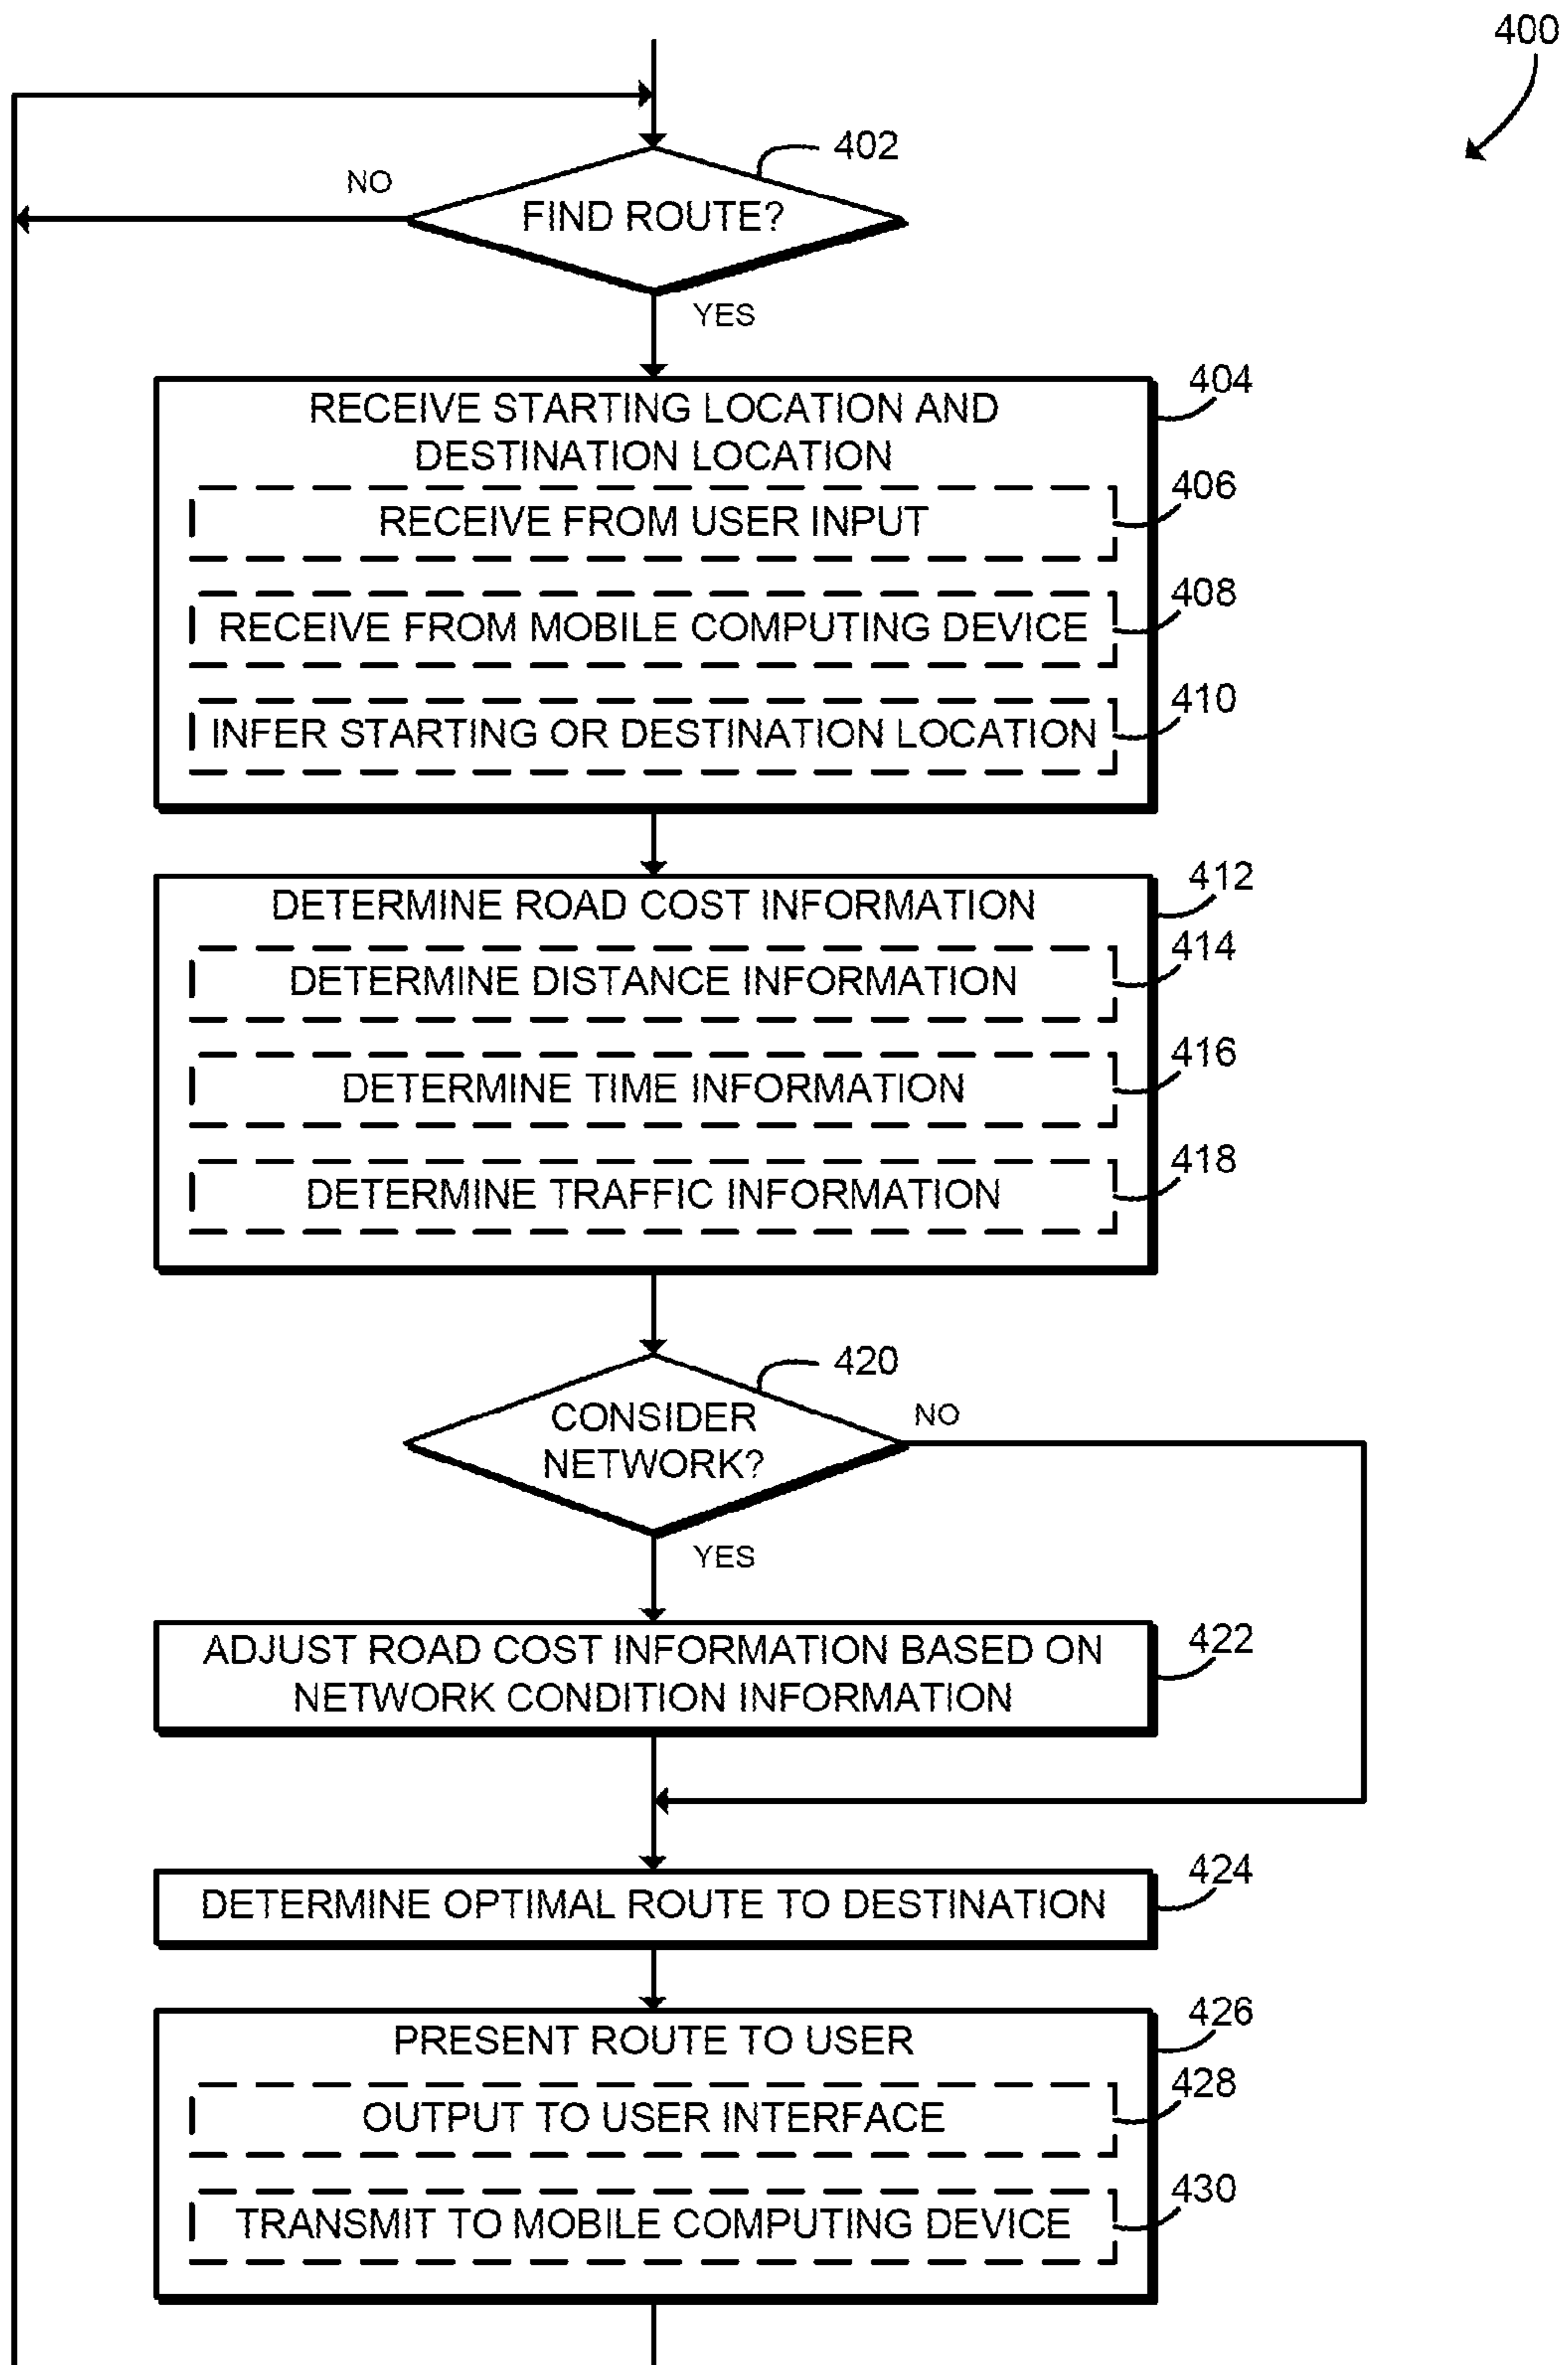 400
402
NO
FIND ROUTE?
YES
404
RECEIVE STARTING LOCATION AND
DESTINATION LOCATION
406
RECEIVE FROM USER INPUT
408
RECEIVE FROM MOBILE COMPUTING DEVICE
410
INFER STARTING OR DESTINATION LOCATION
412
DETERMINE ROAD COST INFORMATION
414
DETERMINE DISTANCE INFORMATION
416
DETERMINE TIME INFORMATION
418
DETERMINE TRAFFIC INFORMATION
420
CONSIDER
NETWORK?
NO
YES
422
ADJUST ROAD COST INFORMATION BASED ON
NETWORK CONDITION INFORMATION
424
DETERMINE OPTIMAL ROUTE TO DESTINATION
426
PRESENT ROUTE TO USER
428
OUTPUT TO USER INTERFACE
430
TRANSMIT TO MOBILE COMPUTING DEVICE